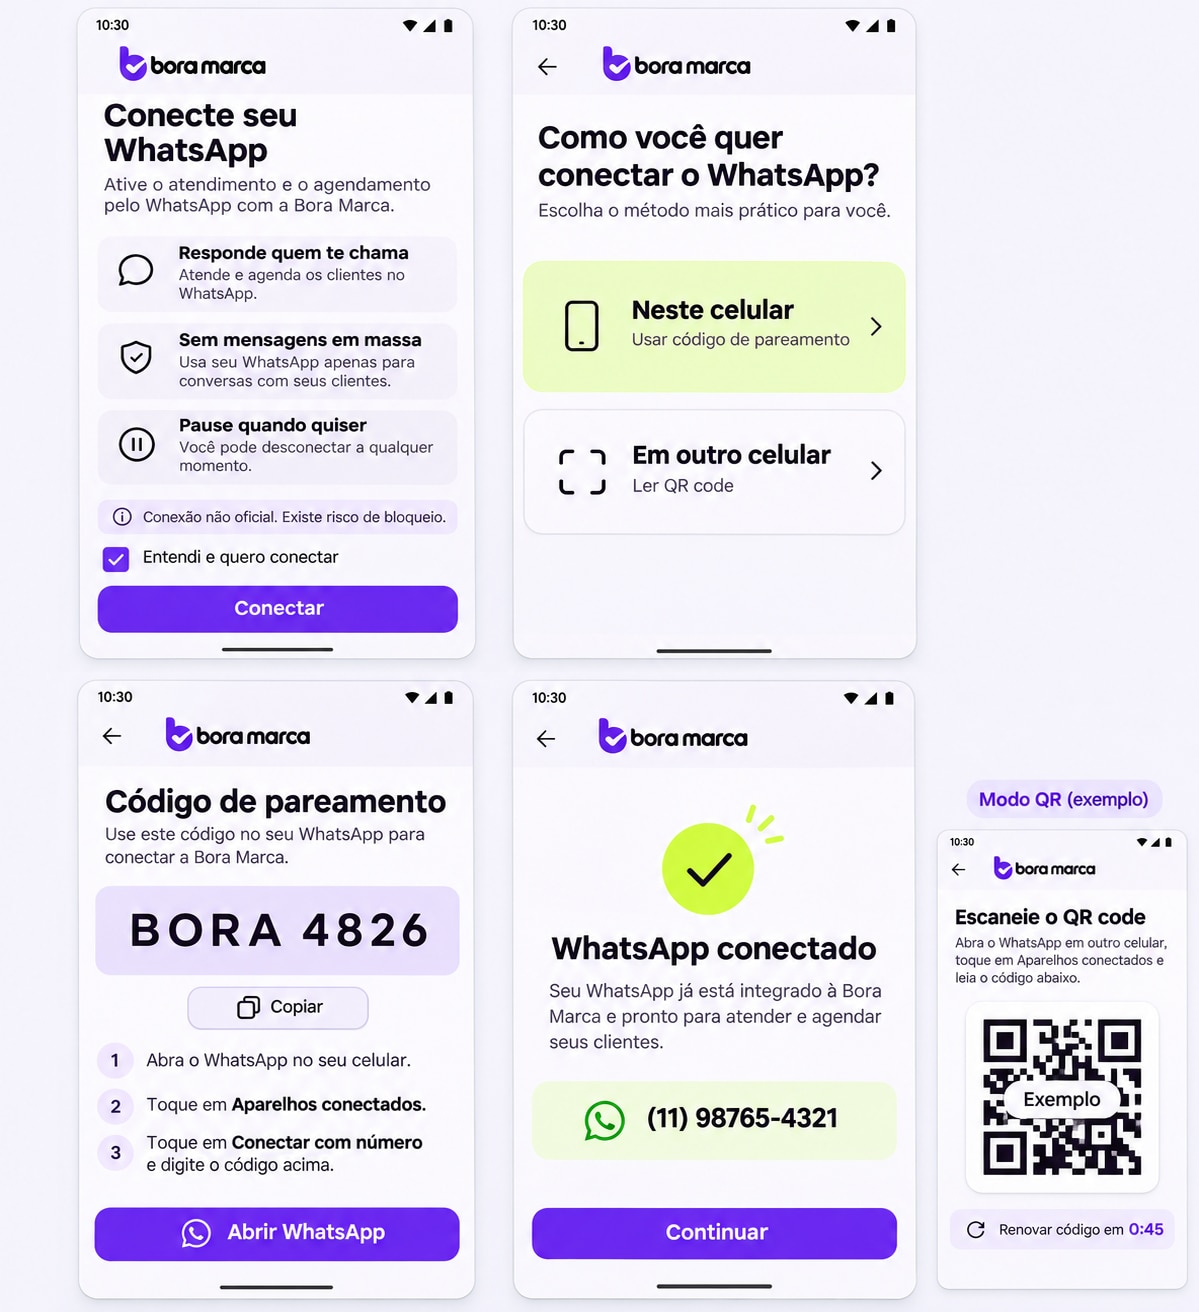 10:30
bora marca
Conecte seu
WhatsApp
Ative o atendimento e o agendamento
pelo WhatsApp com a Bora Marca.
Responde quem te chama
Atende e agenda os clientes no
WhatsApp.
Sem mensagens em massa
Usa seu WhatsApp apenas para
conversas com seus clientes.
Pause quando quiser
Você pode desconectar a qualquer
momento.
Conexão não oficial. Existe risco de bloqueio.
Entendi e quero conectar
Conectar
10:30
bora marca
Como você quer
conectar o WhatsApp?
Escolha o método mais prático para você.
Neste celular
Usar código de pareamento
Em outro celular
Ler QR code
10:30
bora marca
Código de pareamento
Use este código no seu WhatsApp para
conectar a Bora Marca.
BORA 4826
Copiar
1 Abra o WhatsApp no seu celular.
2 Toque em Aparelhos conectados.
3 Toque em Conectar com número
e digite o código acima.
Abrir WhatsApp
10:30
bora marca
WhatsApp conectado
Seu WhatsApp já está integrado à Bora
Marca e pronto para atender e agendar
seus clientes.
(11) 98765-4321
Continuar
Modo QR (exemplo)
10:30
bora marca
Escaneie o QR code
Abra o WhatsApp em outro celular,
toque em Aparelhos conectados e
leia o código abaixo.
Exemplo
Renovar código em 0:45